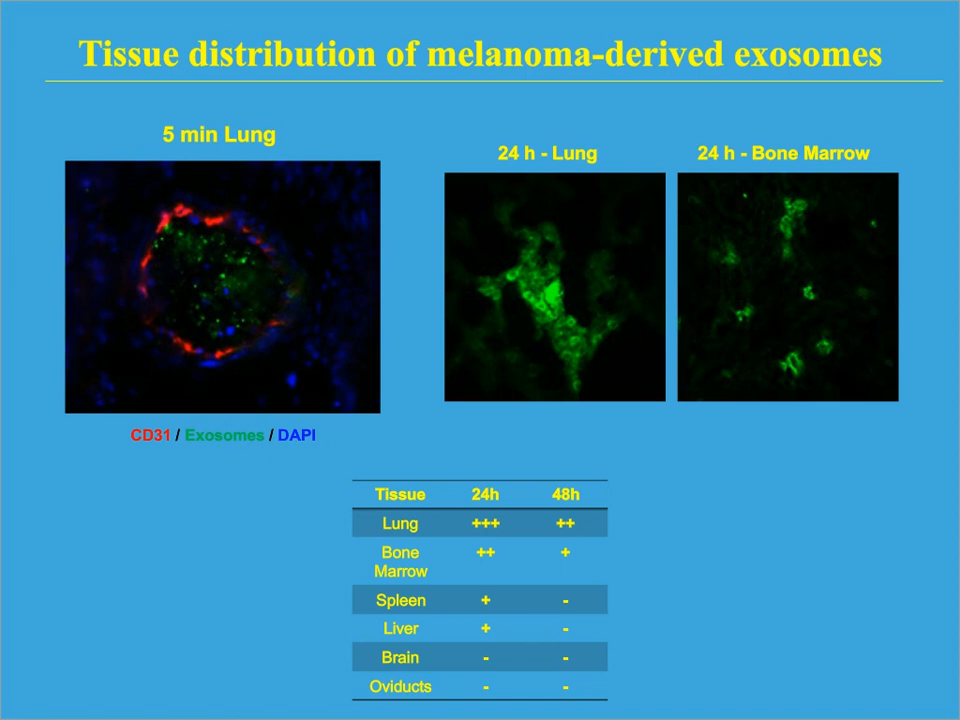 Tissue distribution of melanoma-derived exosomes
5 min Lung
24 h - Lung
24 h - Bone Marrow
CD31 / Exosomes / DAPI
Tissue 24h 48h
Lung +++ ++
Bone Marrow ++ +
Spleen + -
Liver + -
Brain - -
Oviducts - -